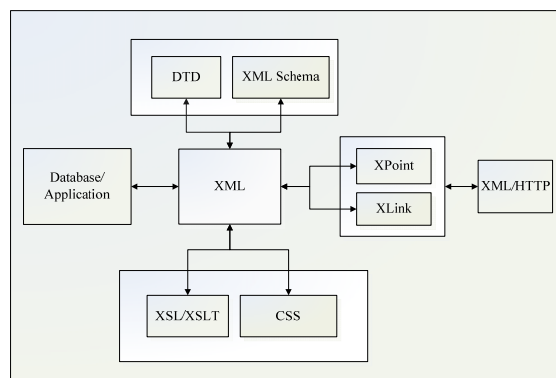 DTD
XML Schema
Database/
Application
XML
XPoint
XLink
XML/HTTP
XSL/XSLT
CSS